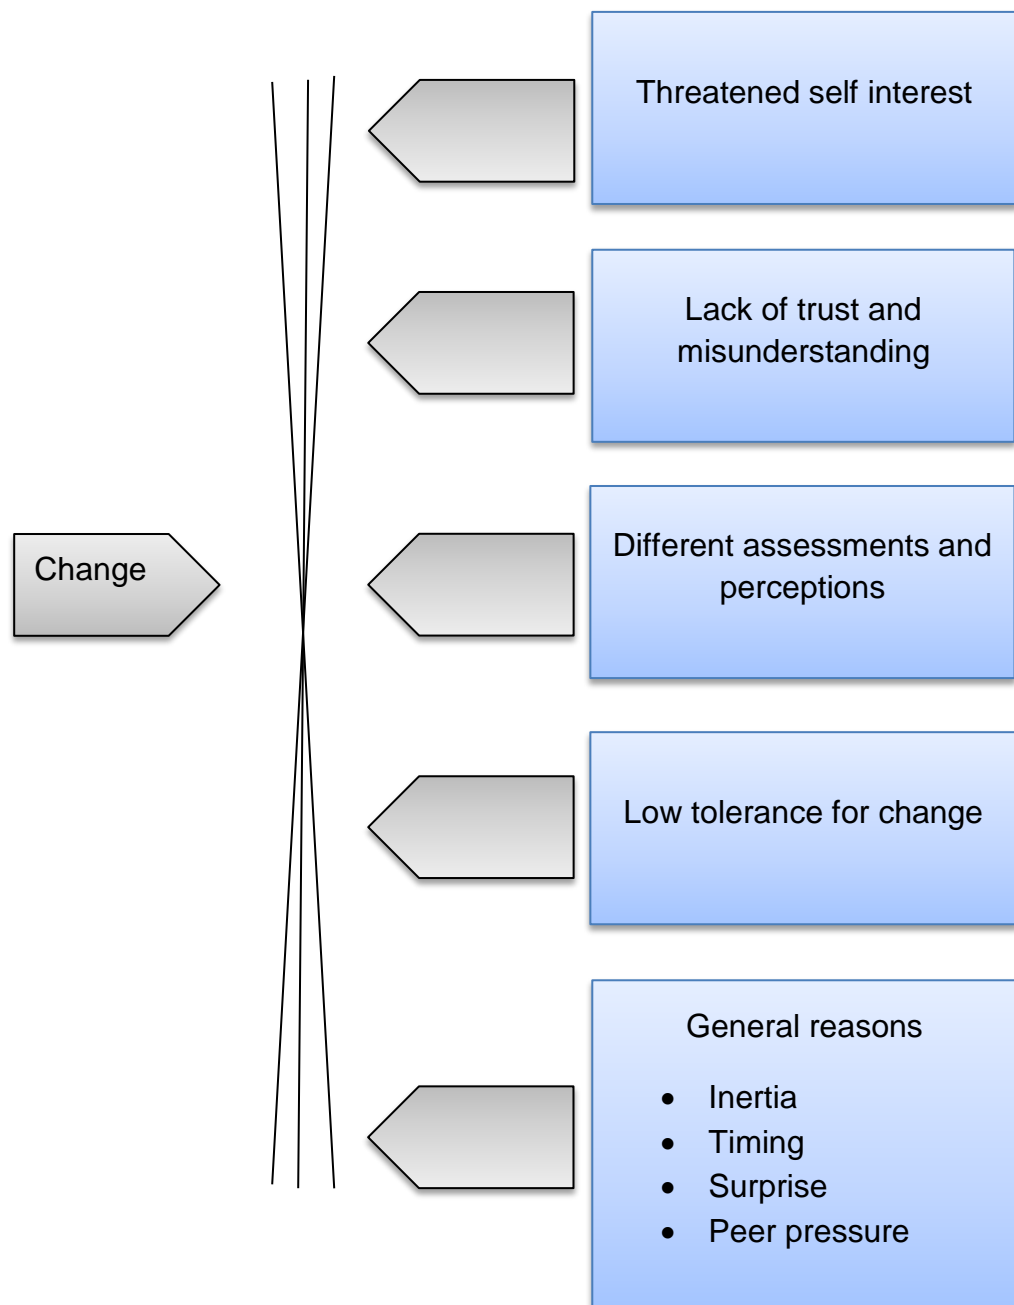 Threatened self interest
Lack of trust and
misunderstanding
Change
Different assessments and
perceptions
Low tolerance for change
General reasons
• Inertia
• Timing
• Surprise
• Peer pressure